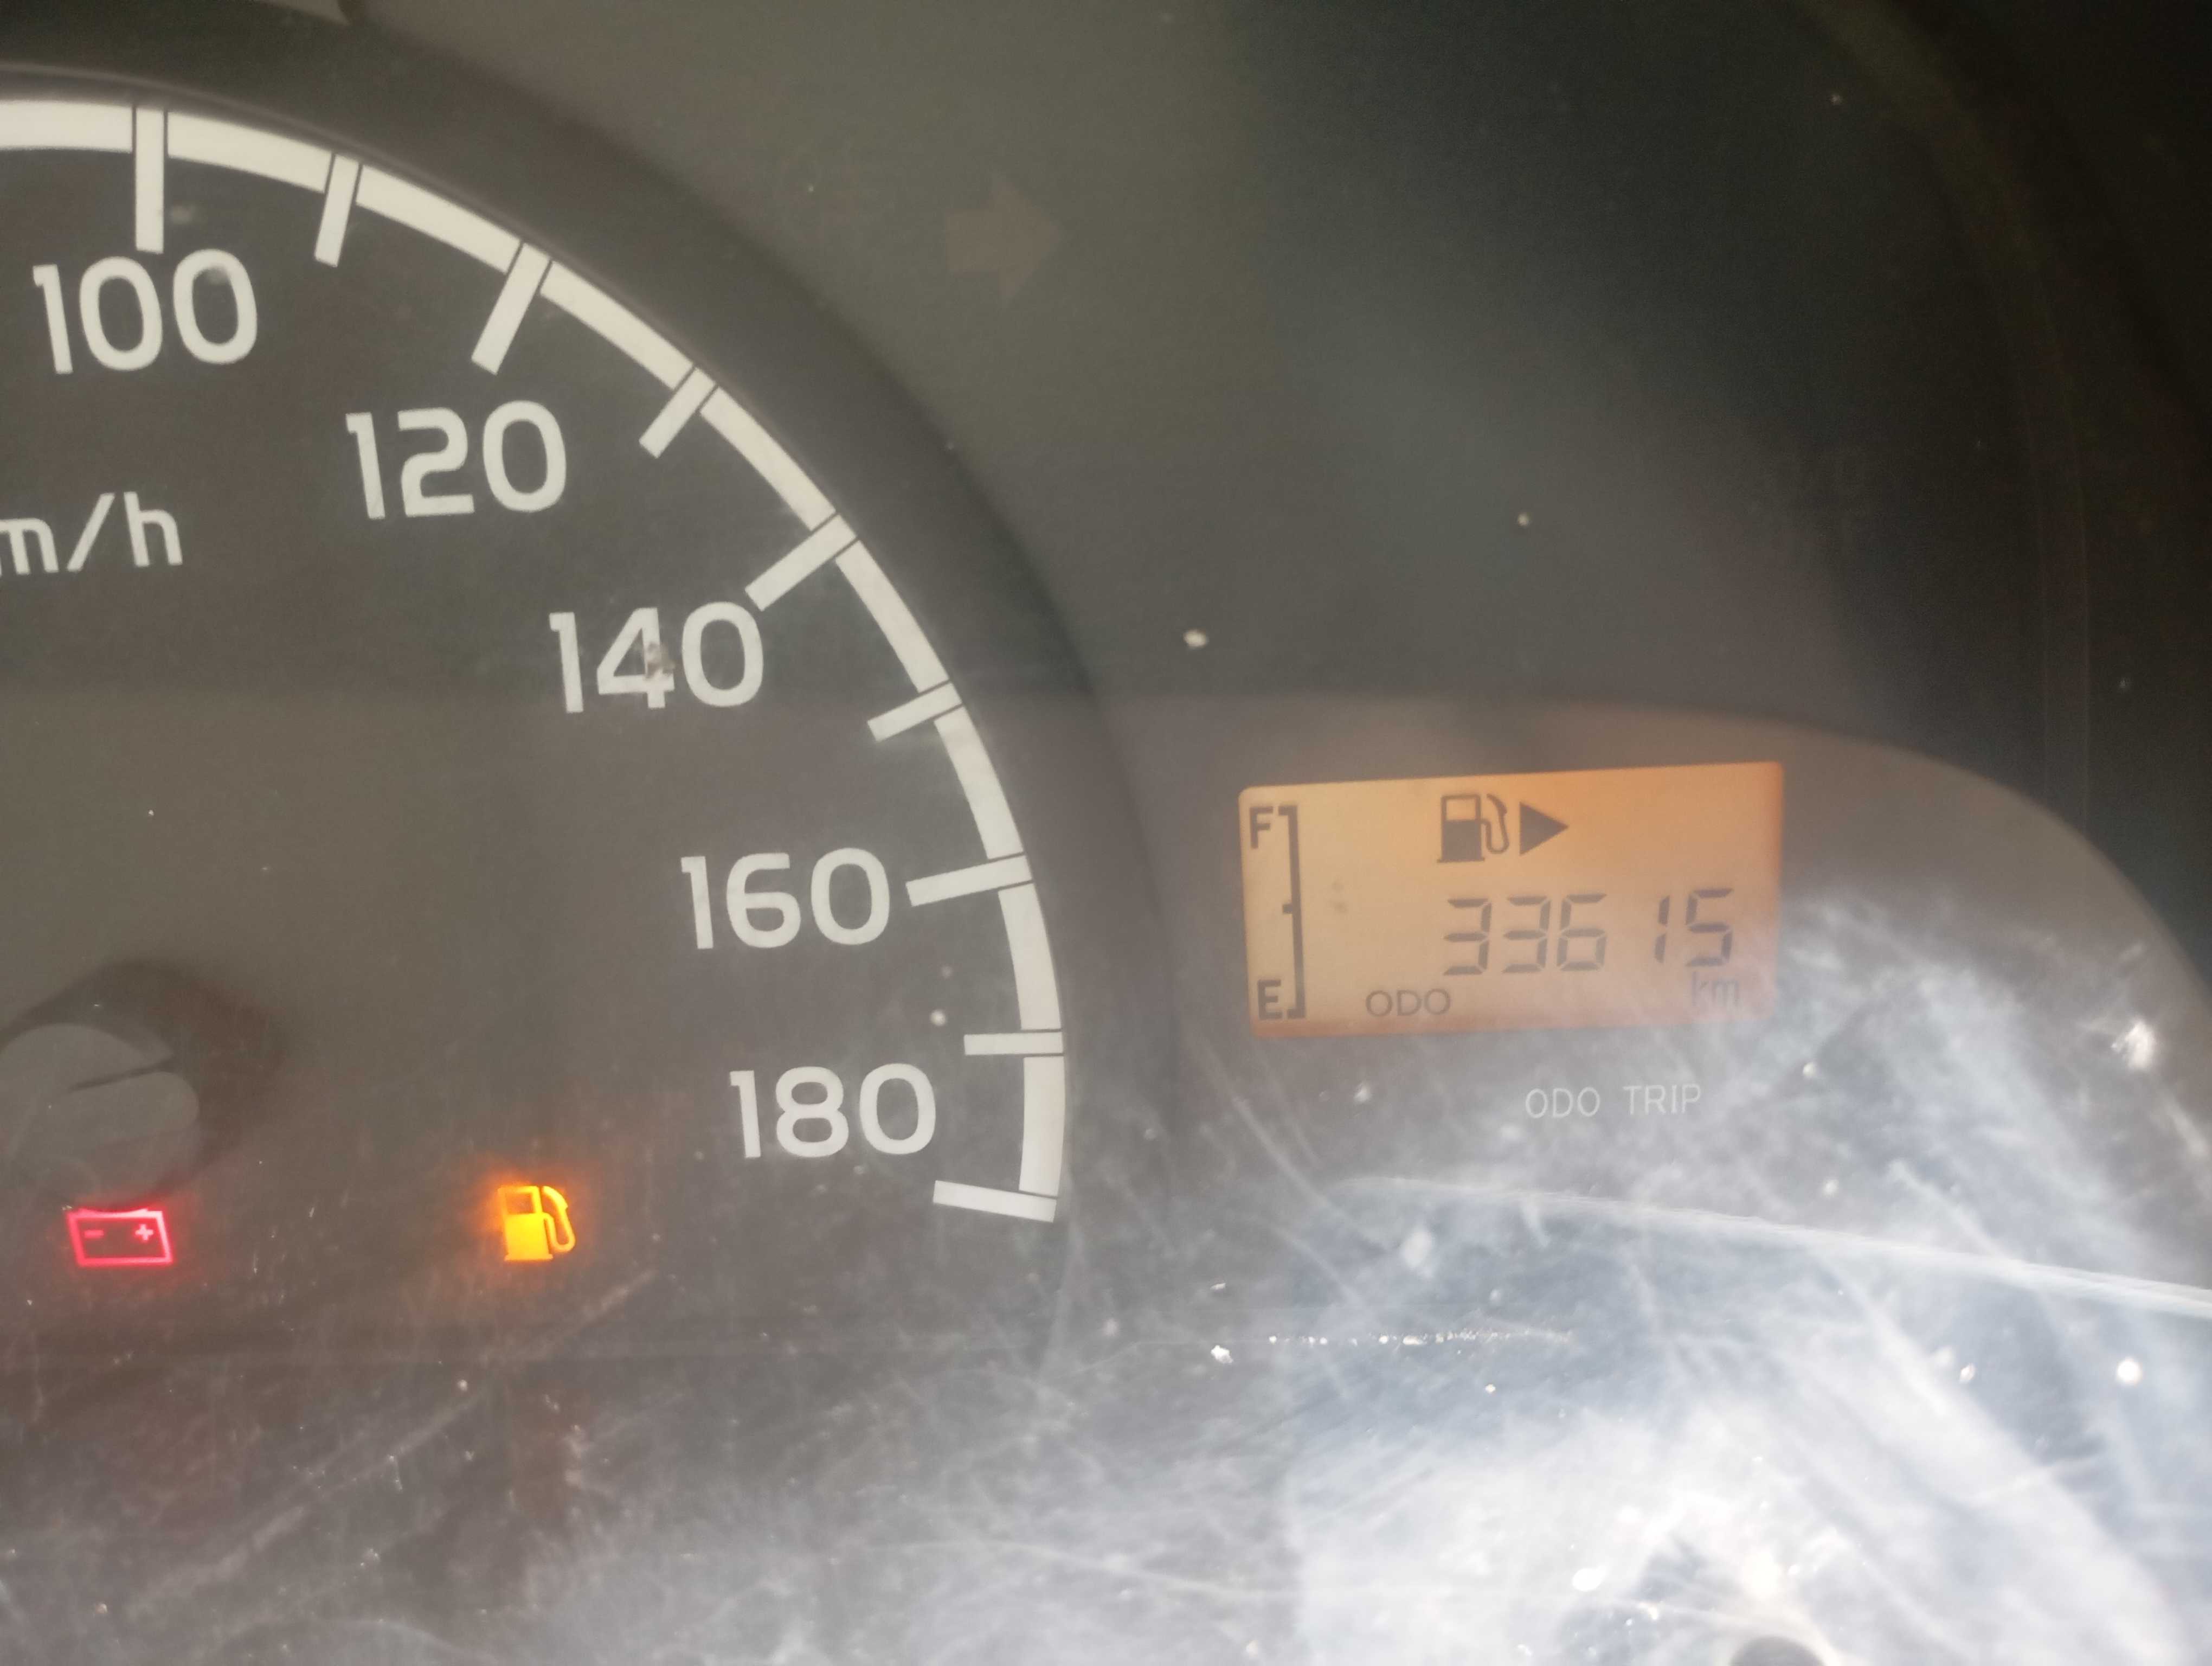 100
120
m/h
140
160
180
F
33615
E
ODO
km
ODO TRIP
- +